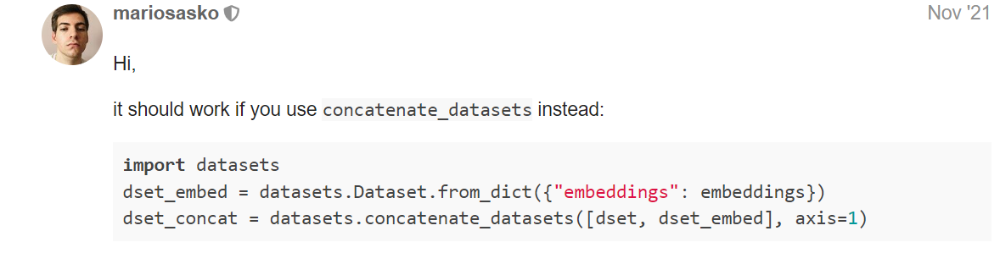 mariosasko Nov '21
Hi,
it should work if you use concatenate_datasets instead:
import datasets
dset_embed = datasets.Dataset.from_dict({"embeddings": embeddings})
dset_concat = datasets.concatenate_datasets([dset, dset_embed], axis=1)